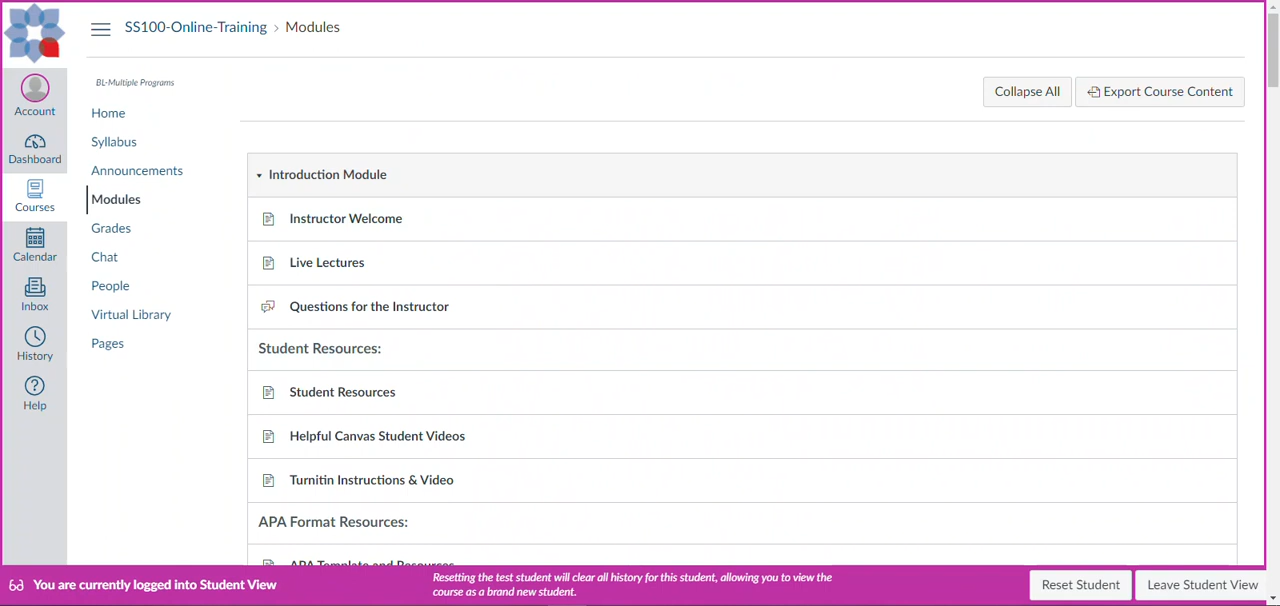 SS100-Online-Training › Modules
Account
Dashboard
Courses
Calendar
Inbox
History
Help
BL-Multiple Programs
Home
Syllabus
Announcements
Modules
Grades
Chat
People
Virtual Library
Pages
Collapse All
Export Course Content
Introduction Module
Instructor Welcome
Live Lectures
Questions for the Instructor
Student Resources:
Student Resources
Helpful Canvas Student Videos
Turnitin Instructions & Video
APA Format Resources:
APA Template and Resources
You are currently logged into Student View
Resetting the test student will clear all history for this student, allowing you to view the
course as a brand new student.
Reset Student
Leave Student View